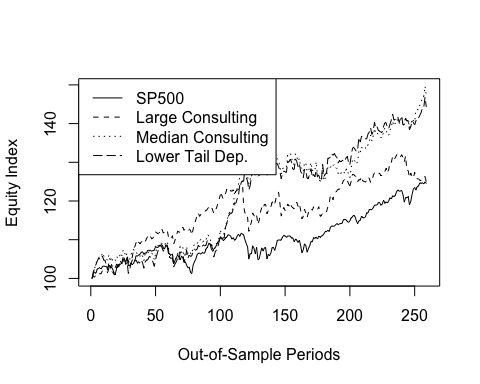 SP500
Large Consulting
Median Consulting
Lower Tail Dep.
Equity Index
140
120
100
0 50 100 150 200 250
Out-of-Sample Periods